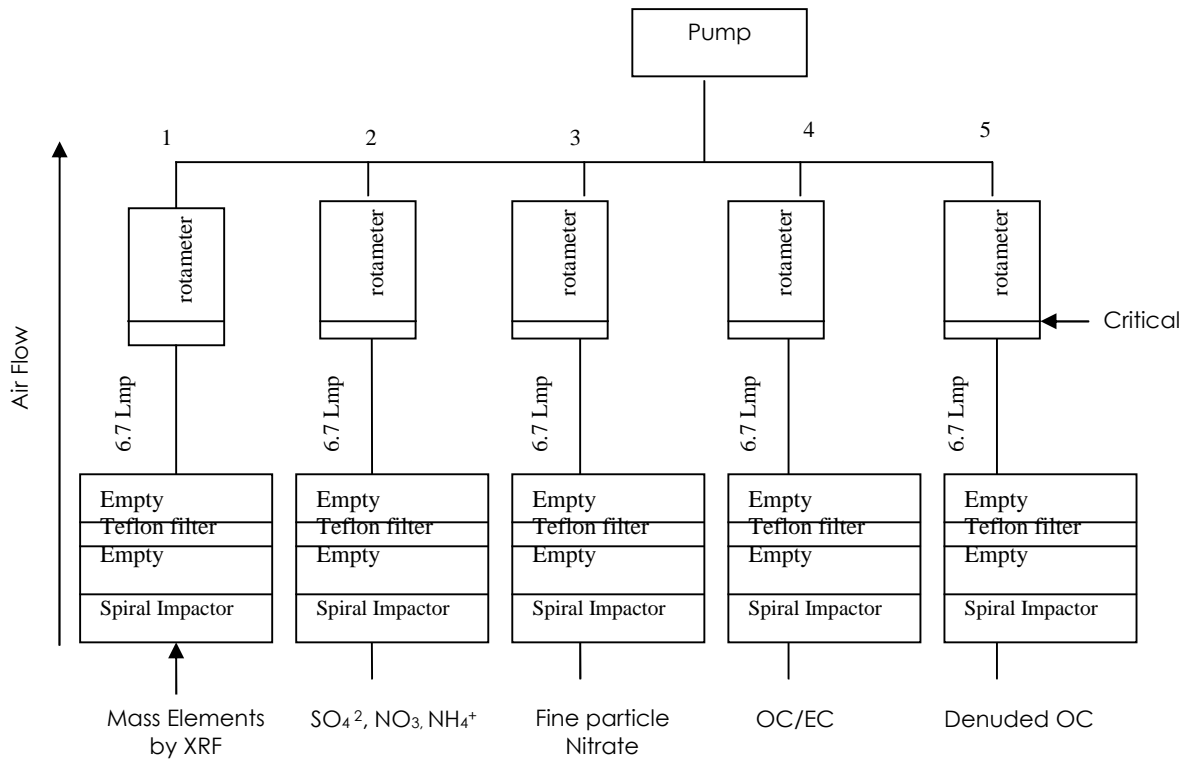 Pump
1 2 3 4 5
rotameter rotameter rotameter rotameter rotameter
Critical
Air Flow
6.7 Lmp 6.7 Lmp 6.7 Lmp 6.7 Lmp 6.7 Lmp
Empty Empty Empty Empty Empty
Teflon filter Teflon filter Teflon filter Teflon filter Teflon filter
Empty Empty Empty Empty Empty
Spiral Impactor Spiral Impactor Spiral Impactor Spiral Impactor Spiral Impactor
Mass Elements
by XRF
SO₄ ², NO₃, NH₄⁺
Fine particle
Nitrate
OC/EC
Denuded OC